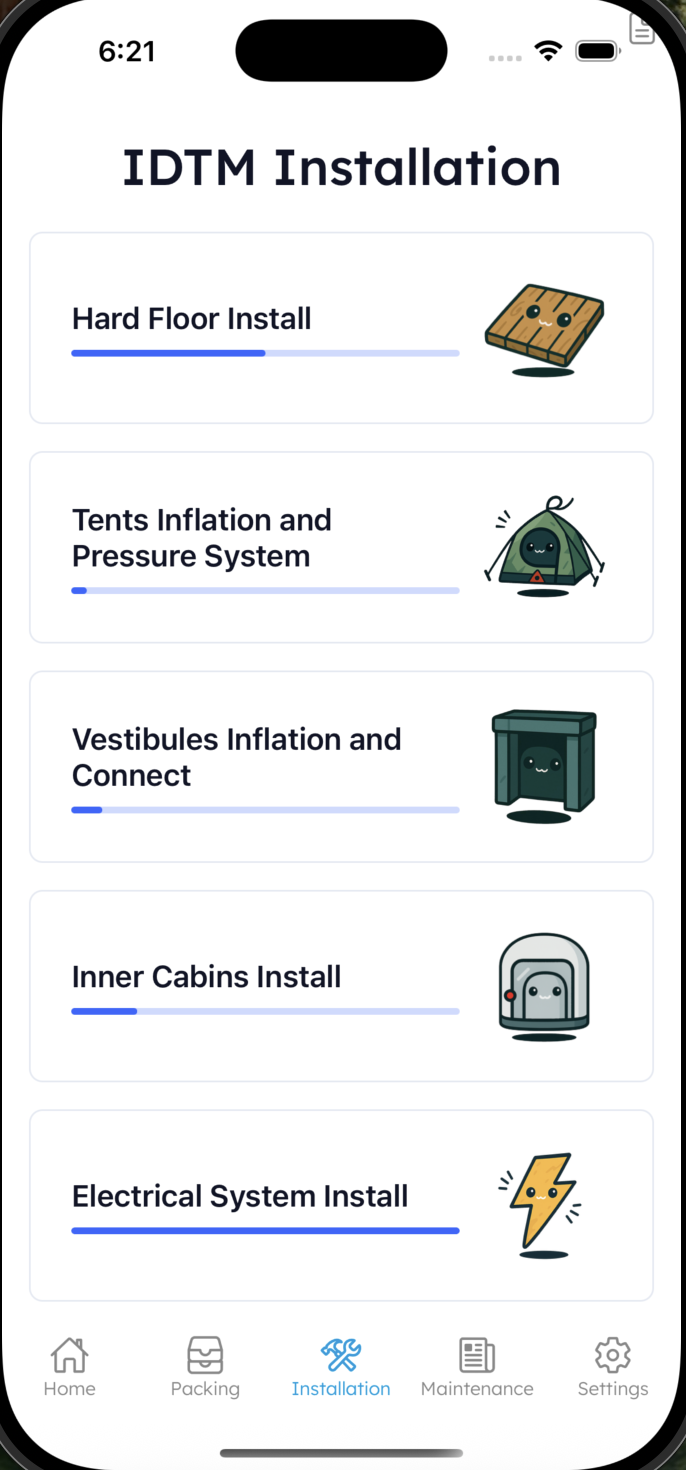 6:21
IDTM Installation
Hard Floor Install
Tents Inflation and
Pressure System
Vestibules Inflation and
Connect
Inner Cabins Install
Electrical System Install
Home
Packing
Installation
Maintenance
Settings